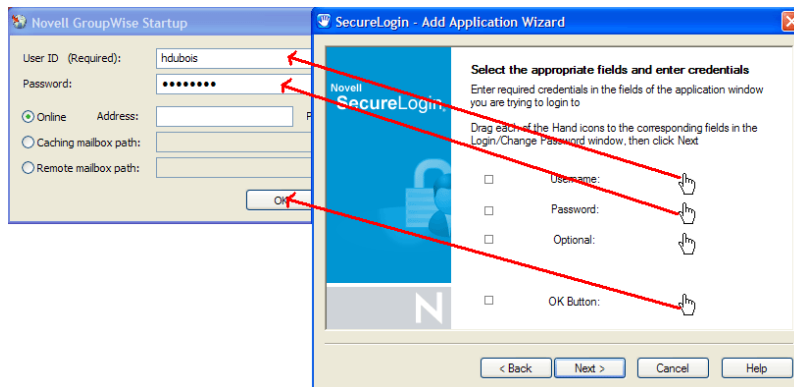 Novell GroupWise Startup
User ID (Required):
hdubois
Password:
••••••••
Online
Address:
Caching mailbox path:
Remote mailbox path:
SecureLogin - Add Application Wizard
Novell
SecureLogin
N
Select the appropriate fields and enter credentials
Enter required credentials in the fields of the application window
you are trying to login to
Drag each of the Hand icons to the corresponding fields in the
Login/Change Password window, then click Next
Username:
Password:
Optional:
OK Button:
< Back
Next >
Cancel
Help